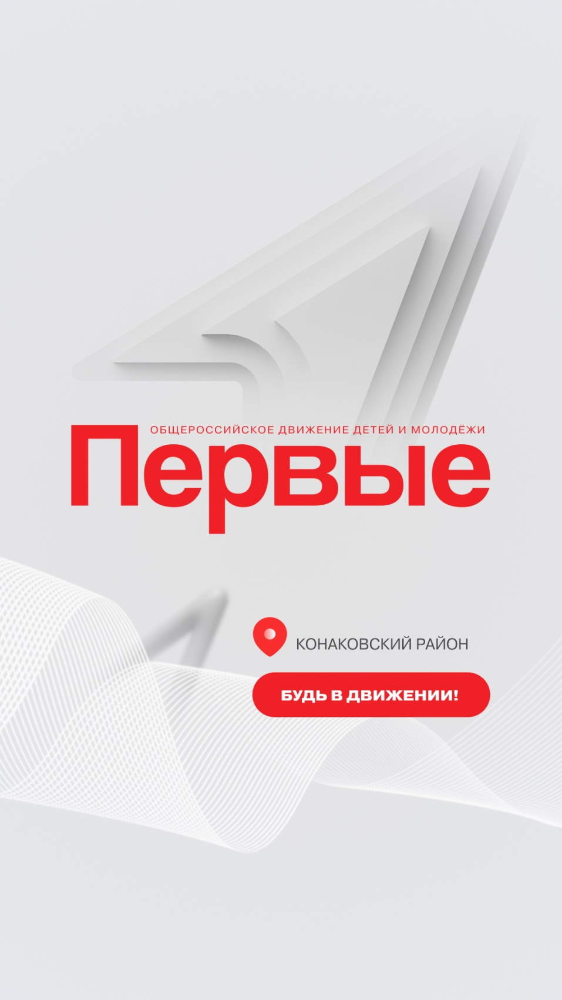 ОБЩЕРОССИЙСКОЕ ДВИЖЕНИЕ ДЕТЕЙ И МОЛОДЁЖИ
Первые
КОНАКОВСКИЙ РАЙОН
БУДЬ В ДВИЖЕНИИ!